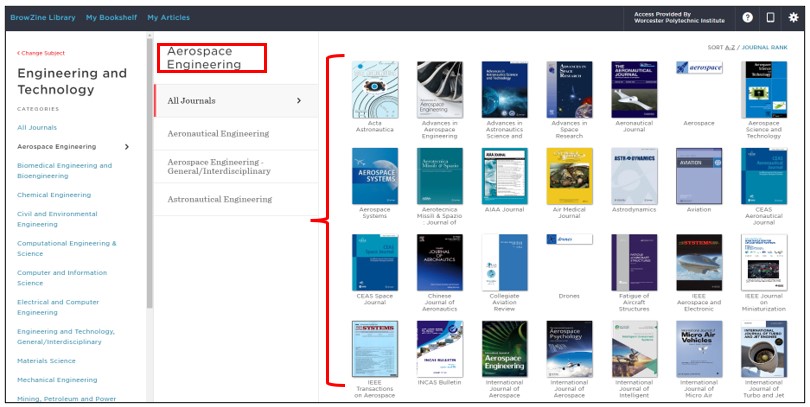 BrowZine Library My Bookshelf My Articles
Access Provided By
Worcester Polytechnic Institute
< Change Subject
Engineering and
Technology
CATEGORIES
All Journals
Aerospace Engineering
Biomedical Engineering and
Bioengineering
Chemical Engineering
Civil and Environmental
Engineering
Computational Engineering &
Science
Computer and Information
Science
Electrical and Computer
Engineering
Engineering and Technology,
General/Interdisciplinary
Materials Science
Mechanical Engineering
Mining, Petroleum and Power
Aerospace
Engineering
All Journals
Aeronautical Engineering
Aerospace Engineering -
General/Interdisciplinary
Astronautical Engineering
SORT A-Z / JOURNAL RANK
Acta
Astronautica
Advances in
Aerospace
Engineering
Advances in
Astronautics
Science and
Advances in
Space
Research
Aeronautical
Journal
Aerospace
Aerospace
Science and
Technology
Aerospace
Systems
Aerotecnica
Missili & Spazio
: Journal of
AIAA Journal
Air Medical
Journal
Astrodynamics
Aviation
CEAS
Aeronautical
Journal
CEAS Space
Journal
Chinese
Journal of
Aeronautics
Collegiate
Aviation
Review
Drones
Fatigue of
Aircraft
Structures
IEEE
Aerospace and
Electronic
IEEE Journal
on
Miniaturization
IEEE
Transactions
on Aerospace
INCAS Bulletin
International
Journal of
Aerospace
International
Journal of
Aerospace
International
Journal of
Intelligent
International
Journal of
Micro Air
International
Journal of
Turbo and Jet